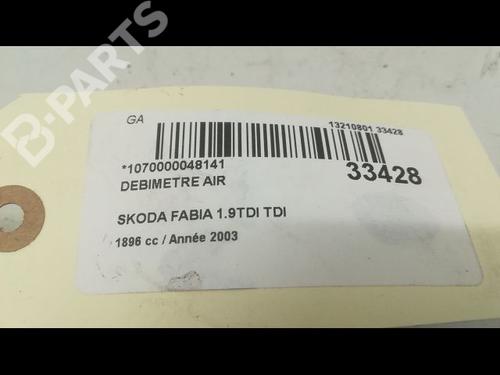 B-PARTS
GA
13210801 33428
*1070000048141
33428
DEBIMETRE AIR
SKODA FABIA 1.9TDI TDI
1896 cc / Année 2003